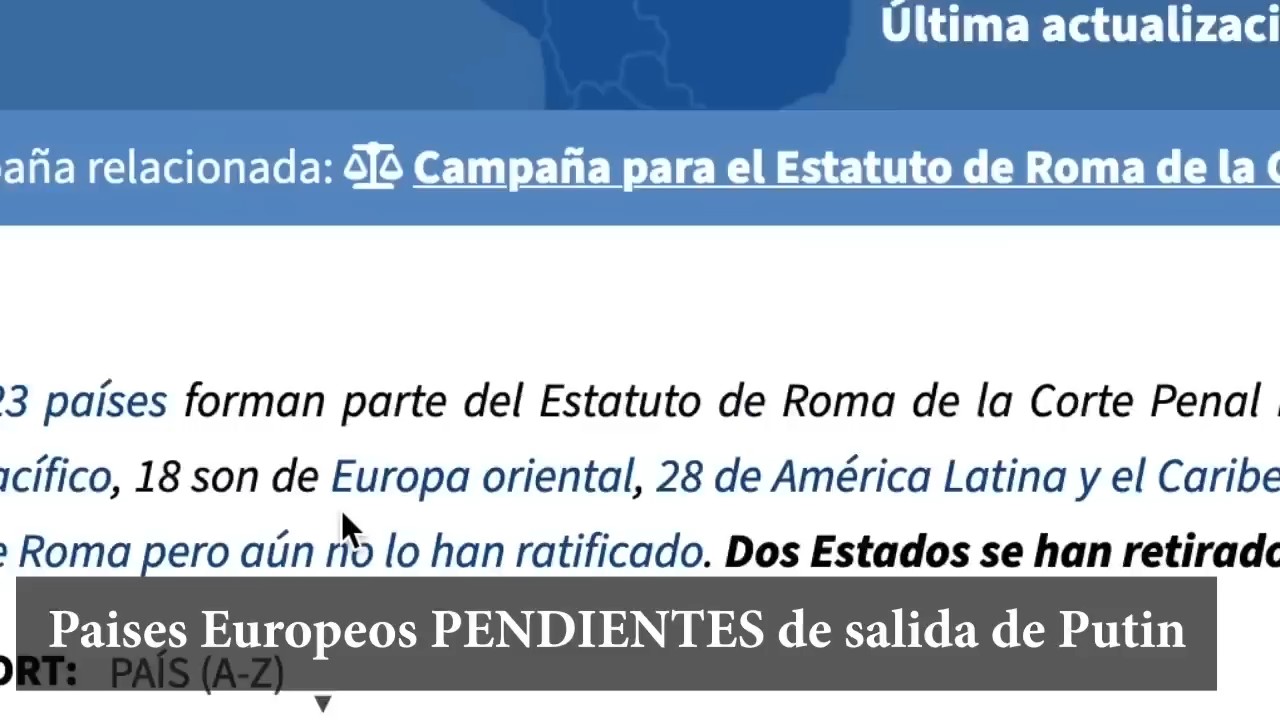 Última actualizaci
aña relacionada: Campaña para el Estatuto de Roma de la
23 países forman parte del Estatuto de Roma de la Corte Penal
acífico, 18 son de Europa oriental, 28 de América Latina y el Caribe
e Roma pero aún no lo han ratificado. Dos Estados se han retirado
Paises Europeos PENDIENTES de salida de Putin
ORT: PAÍS (A-Z)